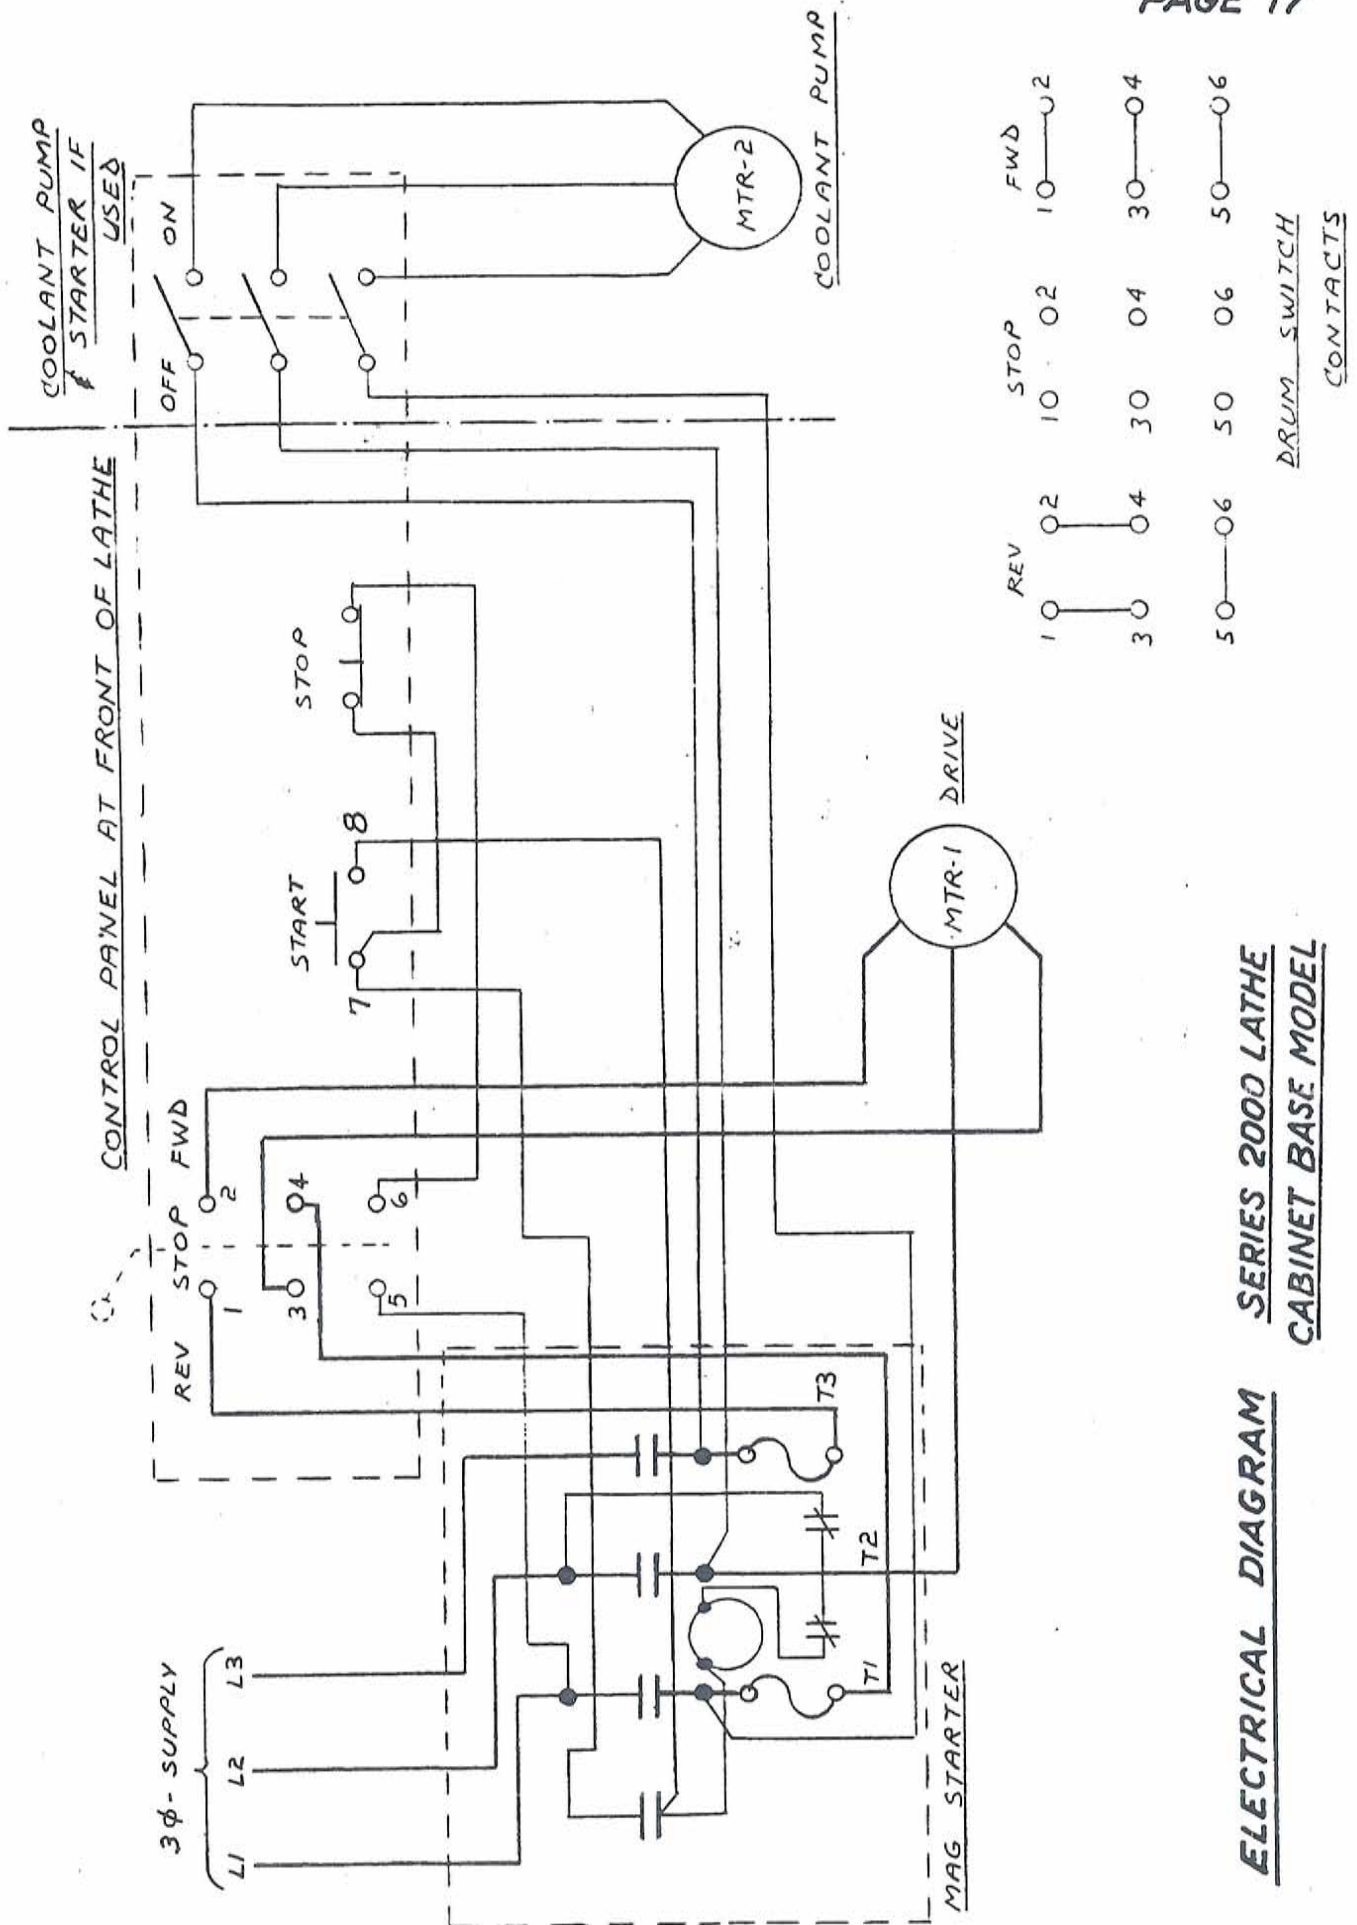 PAGE 17
COOLANT PUMP
& STARTER IF
USED
CONTROL PANEL AT FRONT OF LATHE
OFF
ON
REV STOP FWD
1
2
3
4
5
6
START
7
8
STOP
3φ- SUPPLY
L1
L2
L3
T1
T2
T3
MAG STARTER
MTR-1
DRIVE
MTR-2
COOLANT PUMP
REV
STOP
FWD
1 2
1 2
1 2
3 4
3 4
3 4
5 6
5 6
5 6
DRUM SWITCH
CONTACTS
ELECTRICAL DIAGRAM
SERIES 2000 LATHE
CABINET BASE MODEL